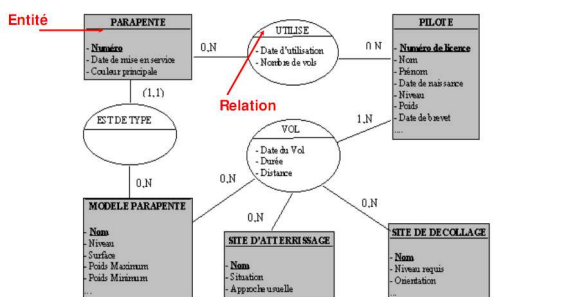 Entité
PARAPENTE
- Numéro
- Date de mise en service
- Couleur principale
0,N
UTILISE
- Date d'utilisation
- Nombre de vols
0,N
PILOTE
- Numéro de licence
- Nom
- Prénom
- Date de naissance
- Niveau
- Poids
- Date de brevet
....
(1,1)
Relation
EST DE TYPE
VOL
- Date du Vol
- Durée
- Distance
1,N
0,N
0,N
0,N
0,N
MODELE PARAPENTE
- Nom
- Niveau
- Surface
- Poids Maximum
- Poids Minimum
...
SITE D'ATTERRISSAGE
- Nom
- Situation
- Approche usuelle
SITE DE DECOLLAGE
- Nom
- Niveau requis
- Orientation
...